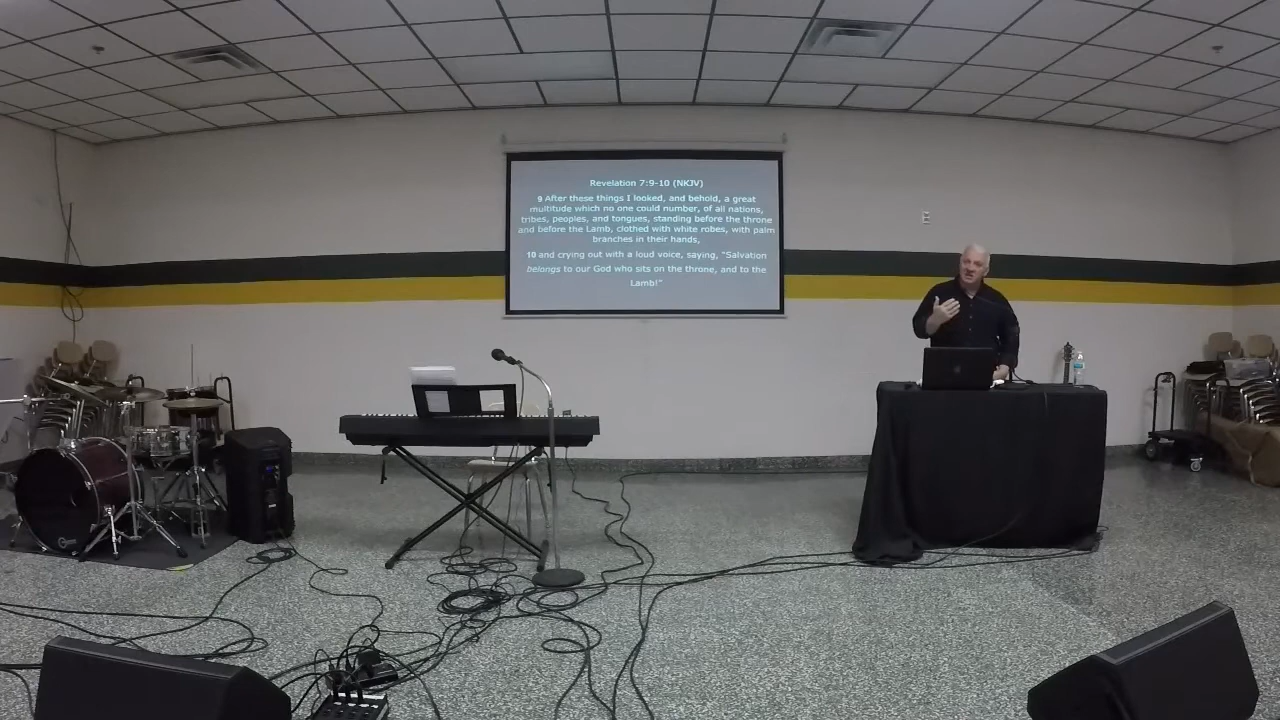 Revelation 7:9-10 (NKJV)
9 After these things I looked, and behold, a great
multitude which no one could number, of all nations,
tribes, peoples, and tongues, standing before the throne
and before the Lamb, clothed with white robes, with palm
branches in their hands,
10 and crying out with a loud voice, saying, "Salvation
belongs to our God who sits on the throne, and to the
Lamb!"